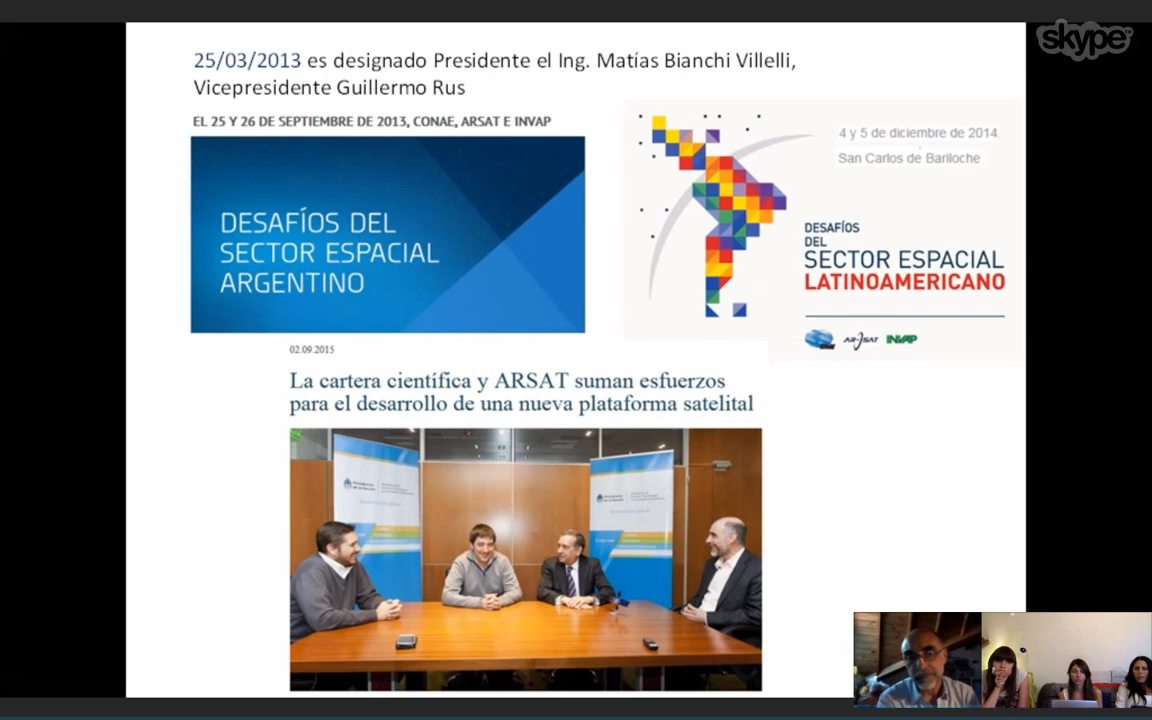 skype
25/03/2013 es designado Presidente el Ing. Matías Bianchi Villelli,
Vicepresidente Guillermo Rus
EL 25 Y 26 DE SEPTIEMBRE DE 2013, CONAE, ARSAT E INVAP
DESAFÍOS DEL
SECTOR ESPACIAL
ARGENTINO
4 y 5 de diciembre de 2014
San Carlos de Bariloche
DESAFÍOS
DEL
SECTOR ESPACIAL
LATINOAMERICANO
ARSAT INVAP
02.09.2015
La cartera científica y ARSAT suman esfuerzos
para el desarrollo de una nueva plataforma satelital